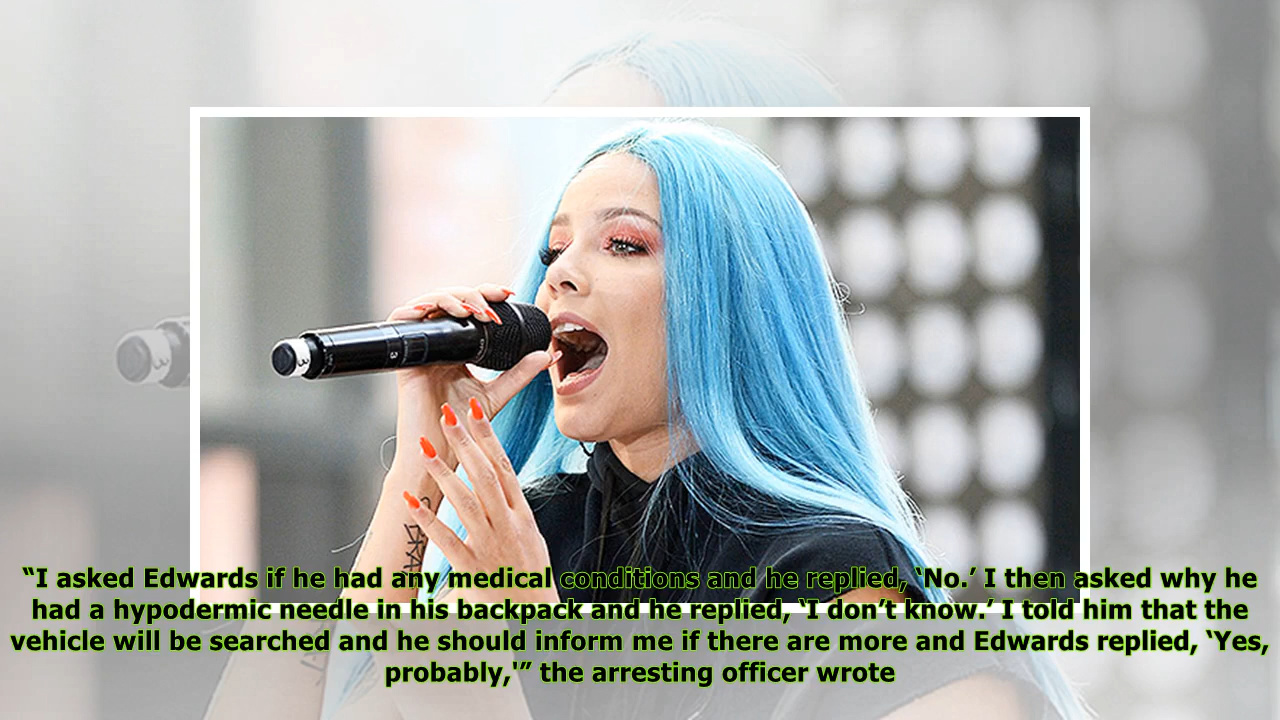 “I asked Edwards if he had any medical conditions and he replied, ‘No.’ I then asked why he
had a hypodermic needle in his backpack and he replied, ‘I don’t know.’ I told him that the
vehicle will be searched and he should inform me if there are more and Edwards replied, ‘Yes,
probably,'” the arresting officer wrote
3